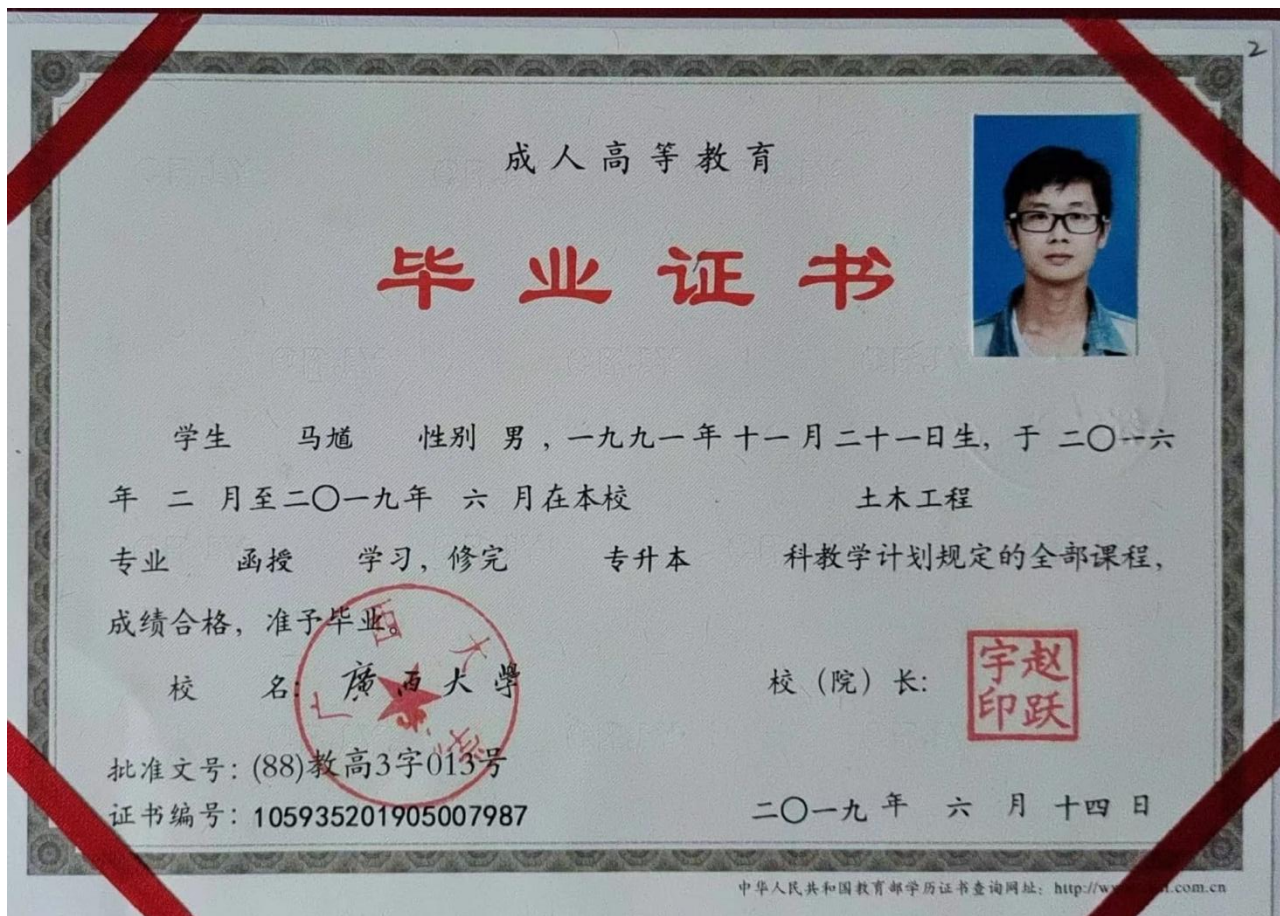 2
成人高等教育
毕业证书
学生 马馗 性别 男，一九九一年十一月二十一日生，于 二〇一六
年 二 月至二〇一九年 六 月在本校 土木工程
专业 函授 学习，修完 专升本 科教学计划规定的全部课程，
成绩合格，准予毕业。
校 名：廣西大學
校（院）长：
赵跃宇印
批准文号：(88)教高3字013号
证书编号：105935201905007987
二〇一九年 六 月 十四 日
中华人民共和国教育部学历证书查询网址：http://w .com.cn